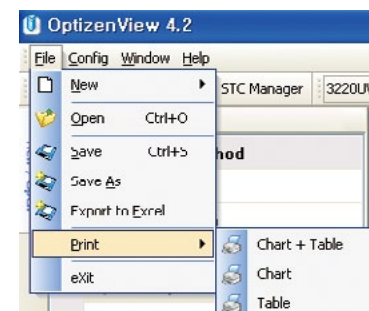 OptizenView 4.2
File Config Window Help
New STC Manager 3220U
Open Ctrl+O
Save Ctrl+S hod
Save As
Export to Excel
Print Chart + Table
eXit Chart
Table